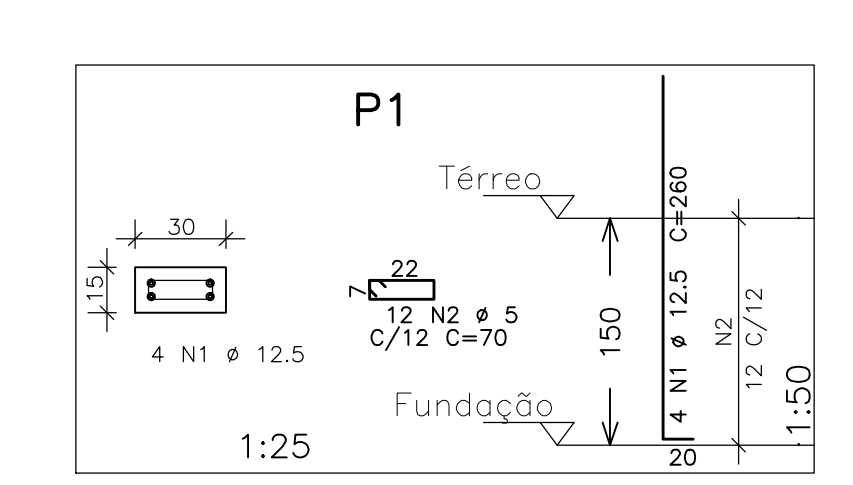 P1
Térreo
30
15
4 N1 ø 12.5
22
7
12 N2 ø 5
C/12 C=70
150
4 N1 ø 12.5 C=260
N2
12 C/12
Fundação
20
1:25
1:50